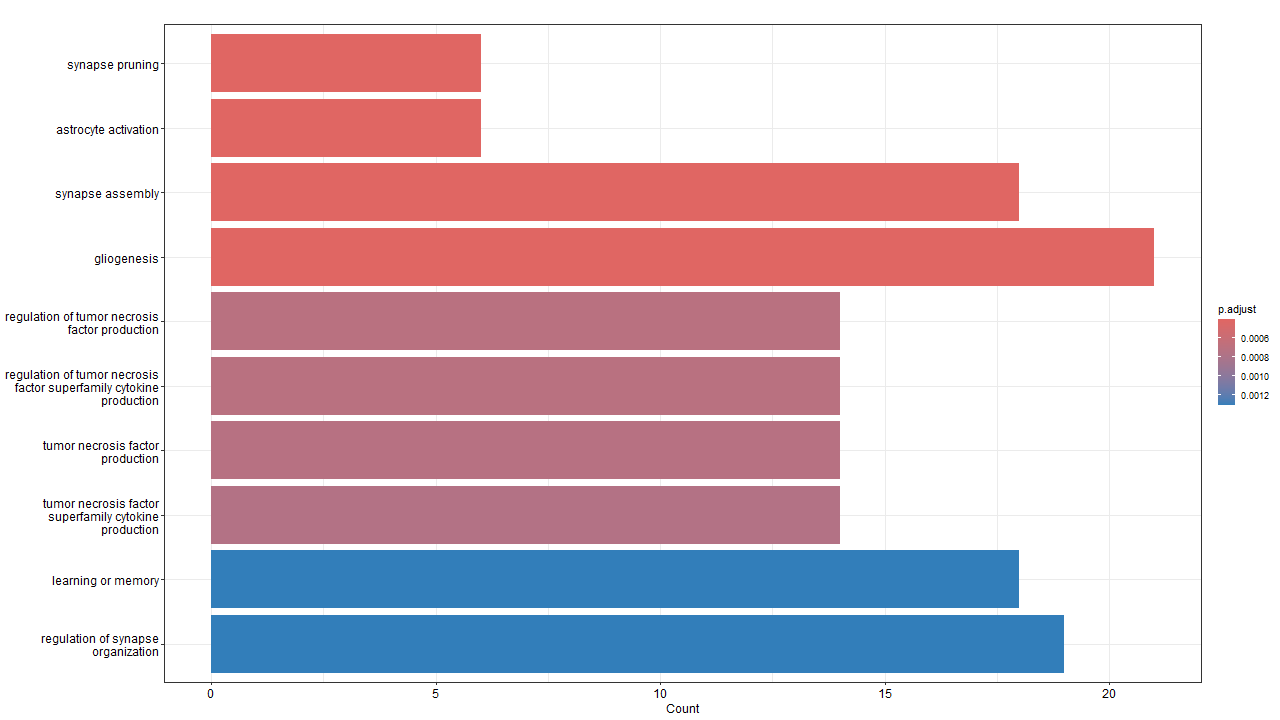 synapse pruning
astrocyte activation
synapse assembly
gliogenesis
regulation of tumor necrosis
factor production
regulation of tumor necrosis
factor superfamily cytokine
production
tumor necrosis factor
production
tumor necrosis factor
superfamily cytokine
production
learning or memory
regulation of synapse
organization
0 5 10 15 20
Count
p.adjust
0.0006
0.0008
0.0010
0.0012